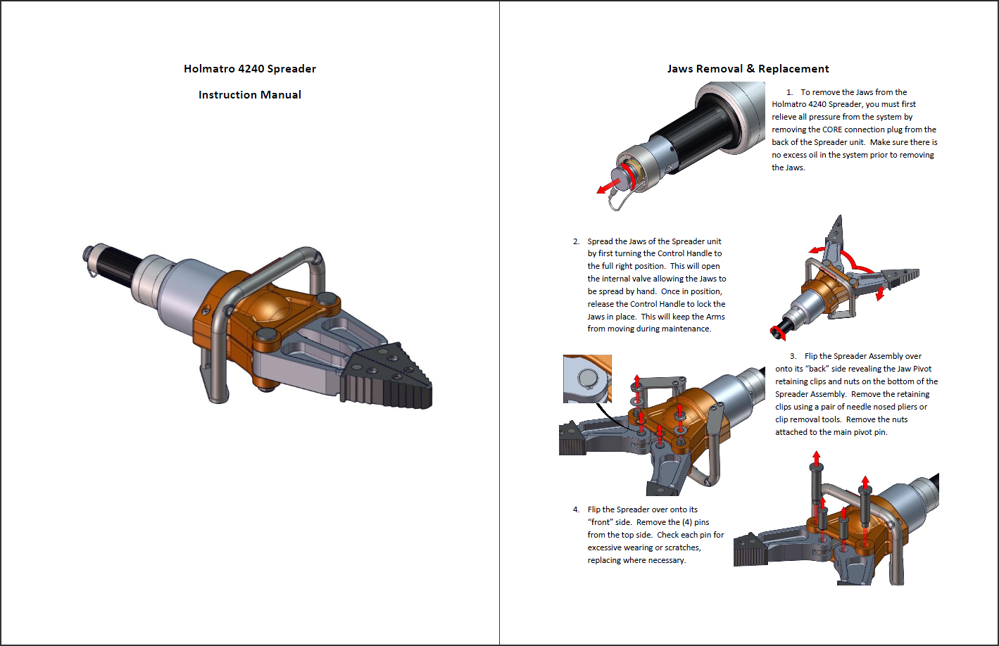 Holmatro 4240 Spreader
Instruction Manual
Jaws Removal & Replacement
1. To remove the Jaws from the
Holmatro 4240 Spreader, you must first
relieve all pressure from the system by
removing the CORE connection plug from the
back of the Spreader unit. Make sure there is
no excess oil in the system prior to removing
the Jaws.
2. Spread the Jaws of the Spreader unit
by first turning the Control Handle to
the full right position. This will open
the internal valve allowing the Jaws to
be spread by hand. Once in position,
release the Control Handle to lock the
Jaws in place. This will keep the Arms
from moving during maintenance.
3. Flip the Spreader Assembly over
onto its “back” side revealing the Jaw Pivot
retaining clips and nuts on the bottom of the
Spreader Assembly. Remove the retaining
clips using a pair of needle nosed pliers or
clip removal tools. Remove the nuts
attached to the main pivot pin.
4. Flip the Spreader over onto its
“front” side. Remove the (4) pins
from the top side. Check each pin for
excessive wearing or scratches,
replacing where necessary.